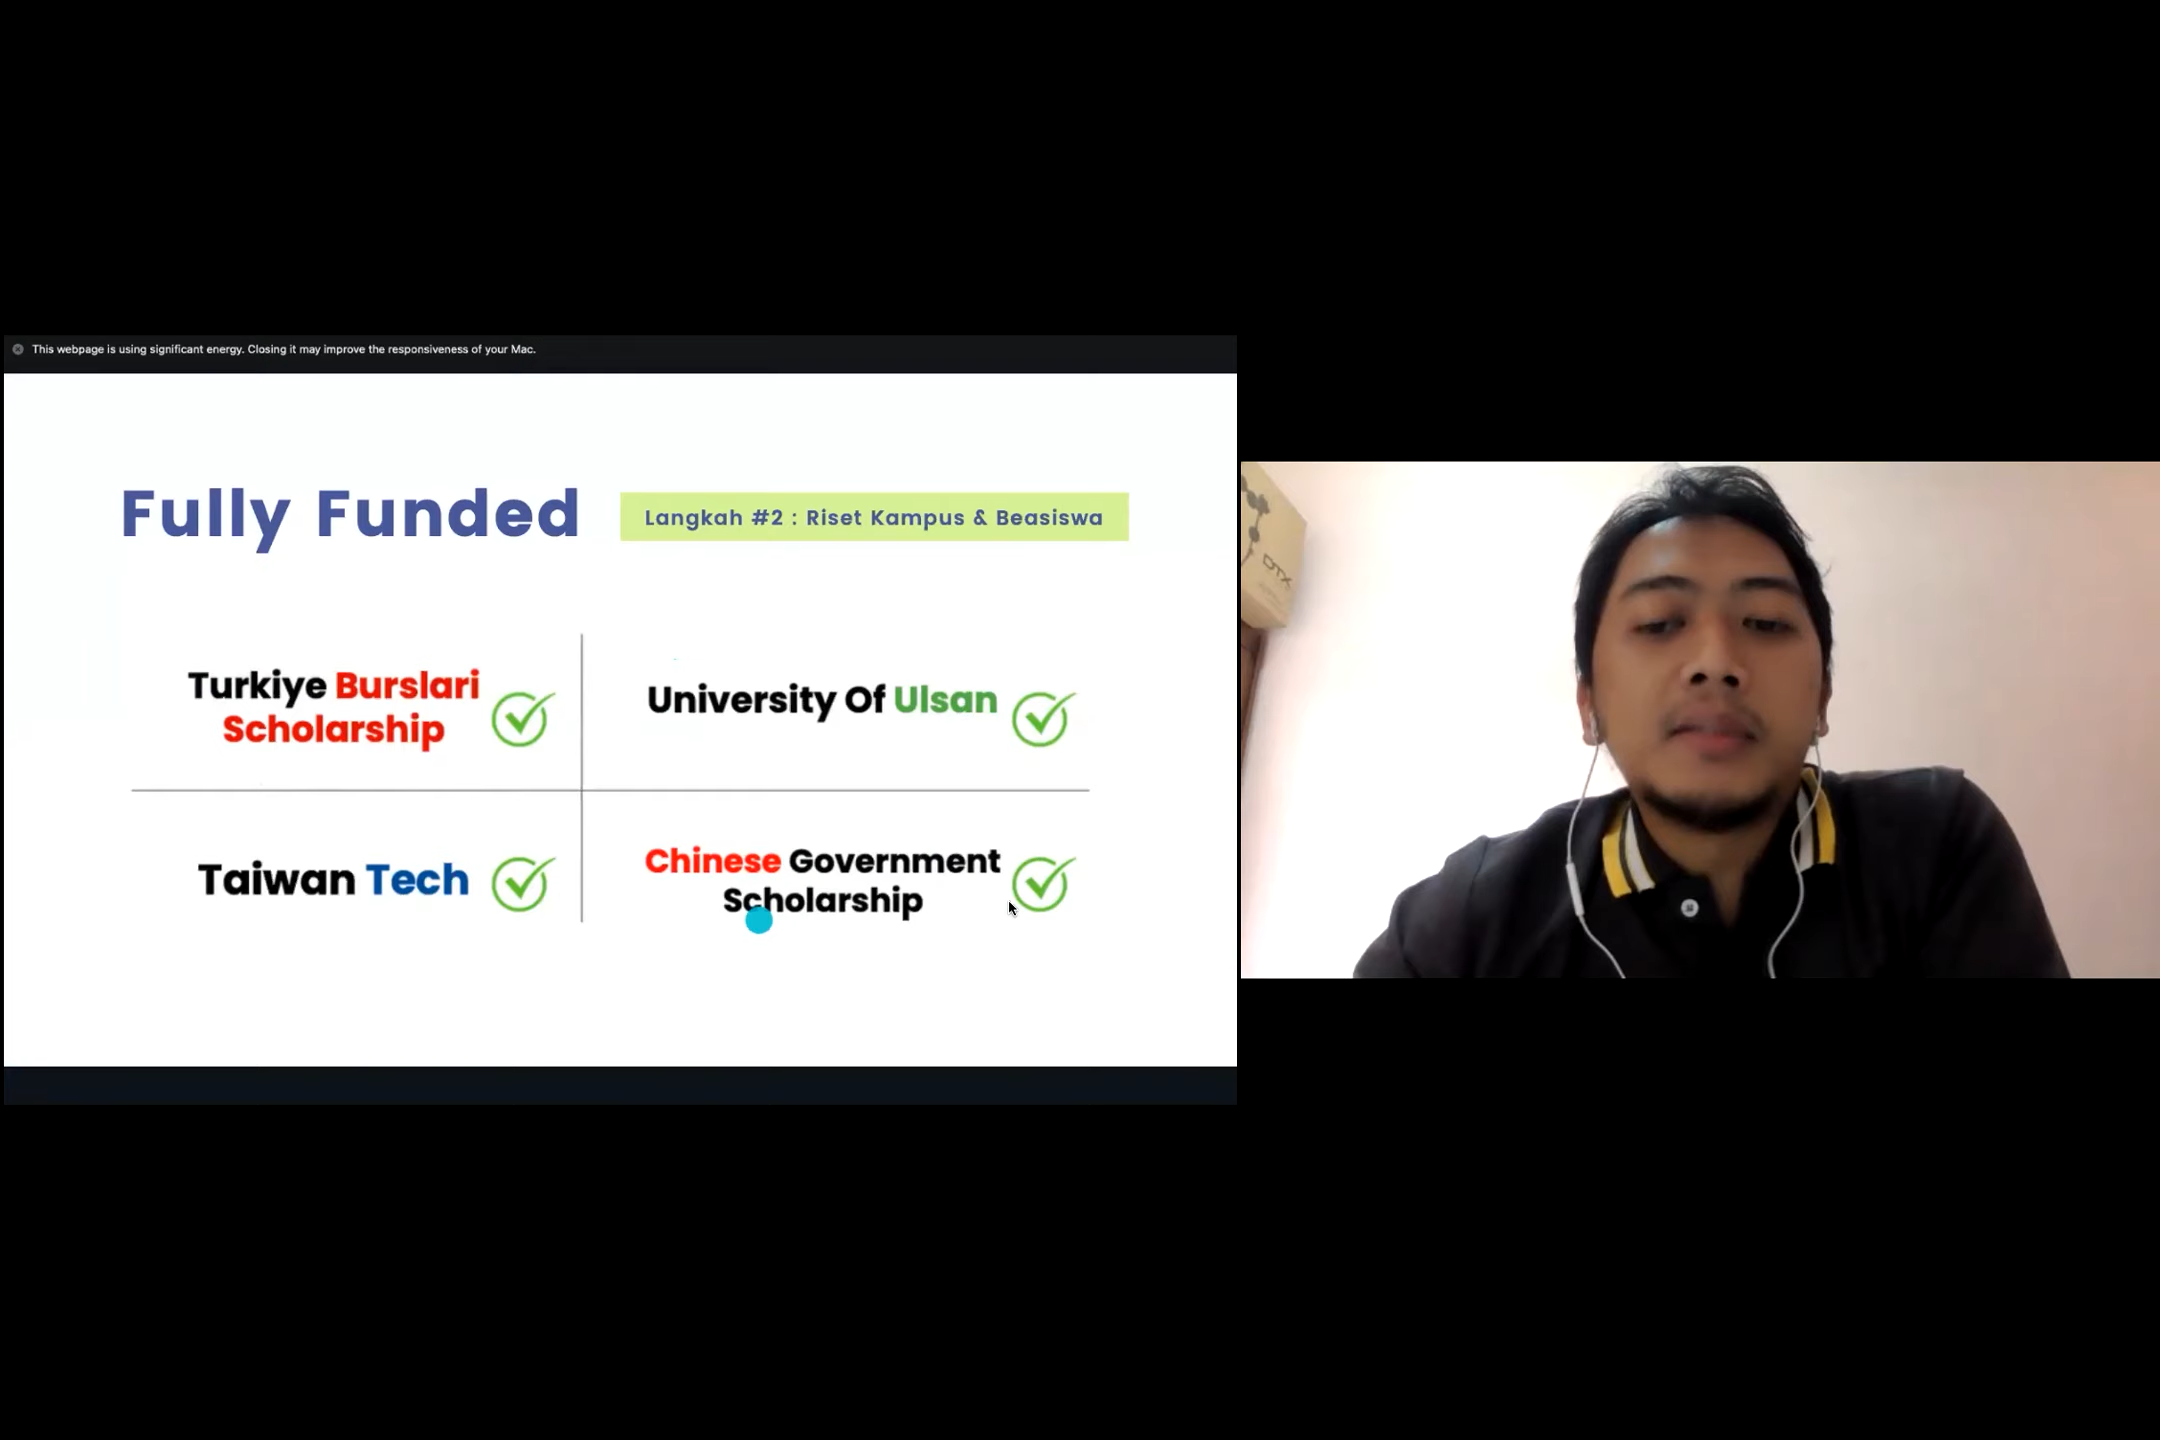 This webpage is using significant energy. Closing it may improve the responsiveness of your Mac.
Fully Funded
Langkah #2 : Riset Kampus & Beasiswa
Turkiye Burslari
Scholarship
University Of Ulsan
Taiwan Tech
Chinese Government
Scholarship
DTX